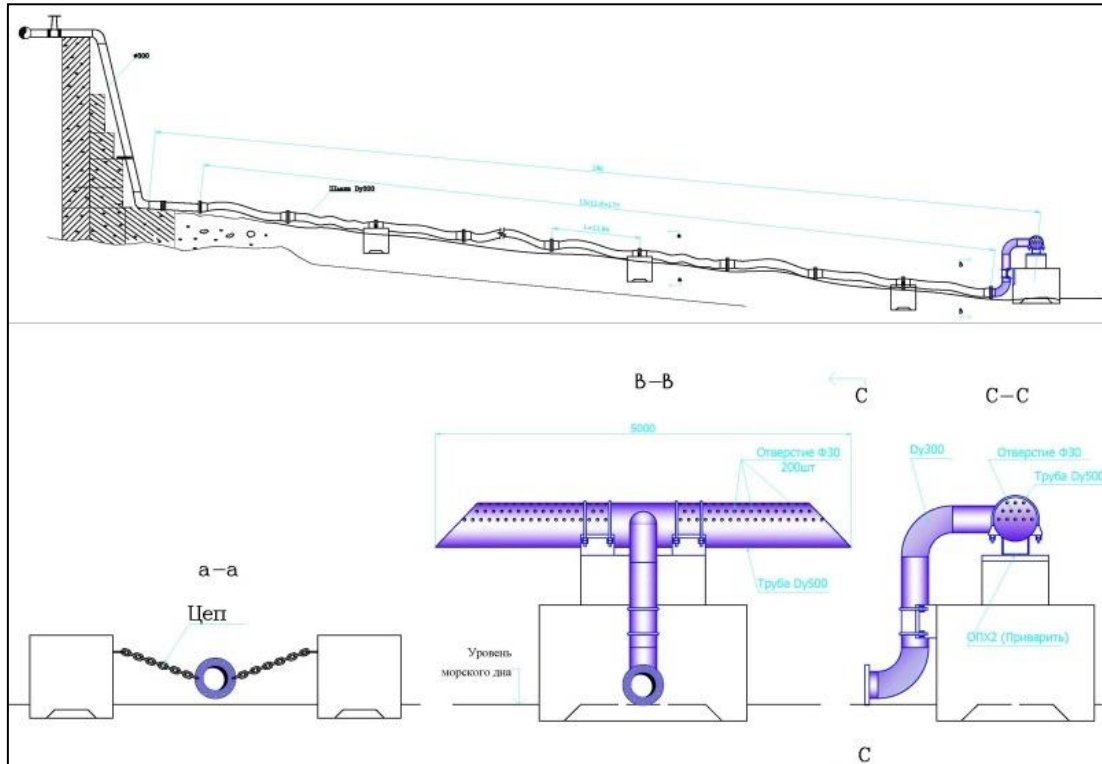 ø300
Шланг Dy300
а
а
в
в
В-В
С
С-С
5000
Отверстие Ф30
200шт
Dy300
Отверстие Ф30
Труба Dy500
а-а
Цеп
Труба Dy500
Уровень
морского дна
ОПХ2 (Приварить)
С